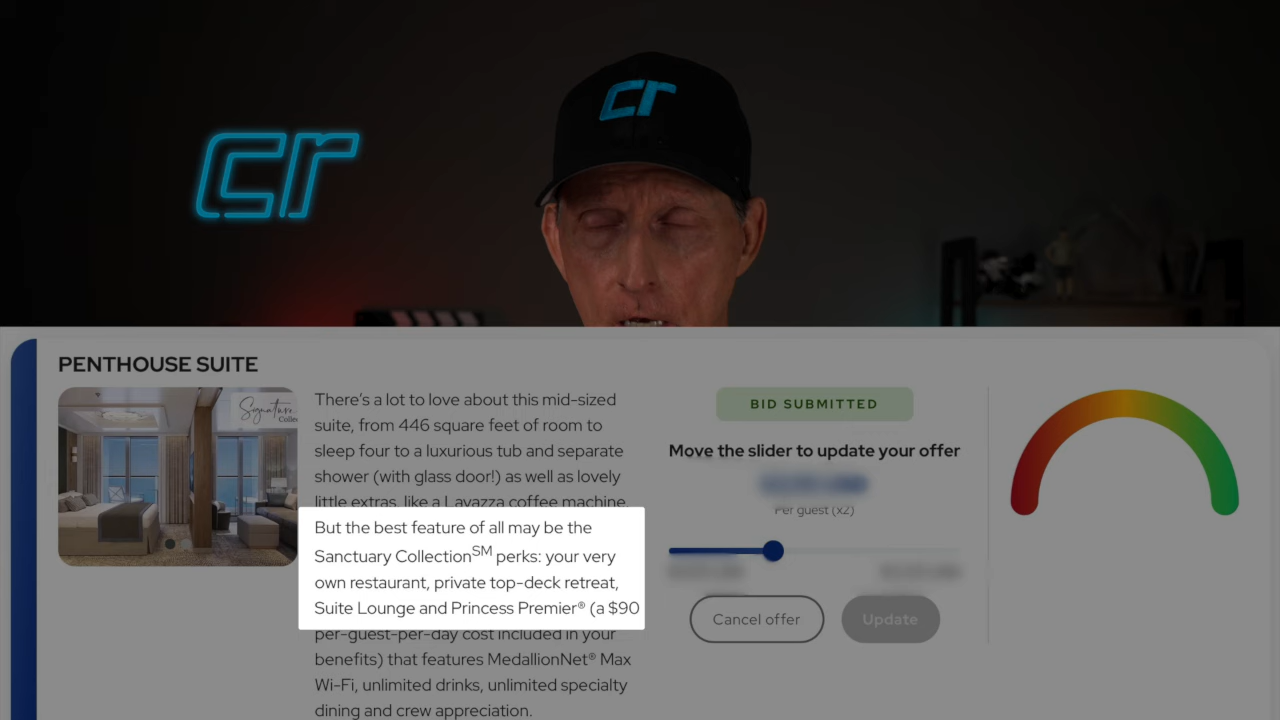 cr
cr
PENTHOUSE SUITE
Signature
Collec
There's a lot to love about this mid-sized
suite, from 446 square feet of room to
sleep four to a luxurious tub and separate
shower (with glass door!) as well as lovely
little extras, like a Lavazza coffee machine.
But the best feature of all may be the
Sanctuary Collection℠ perks: your very
own restaurant, private top-deck retreat,
Suite Lounge and Princess Premier® (a $90
per-guest-per-day cost included in your
benefits) that features MedallionNet® Max
Wi-Fi, unlimited drinks, unlimited specialty
dining and crew appreciation.
BID SUBMITTED
Move the slider to update your offer
Per guest (x2)
Cancel offer
Update